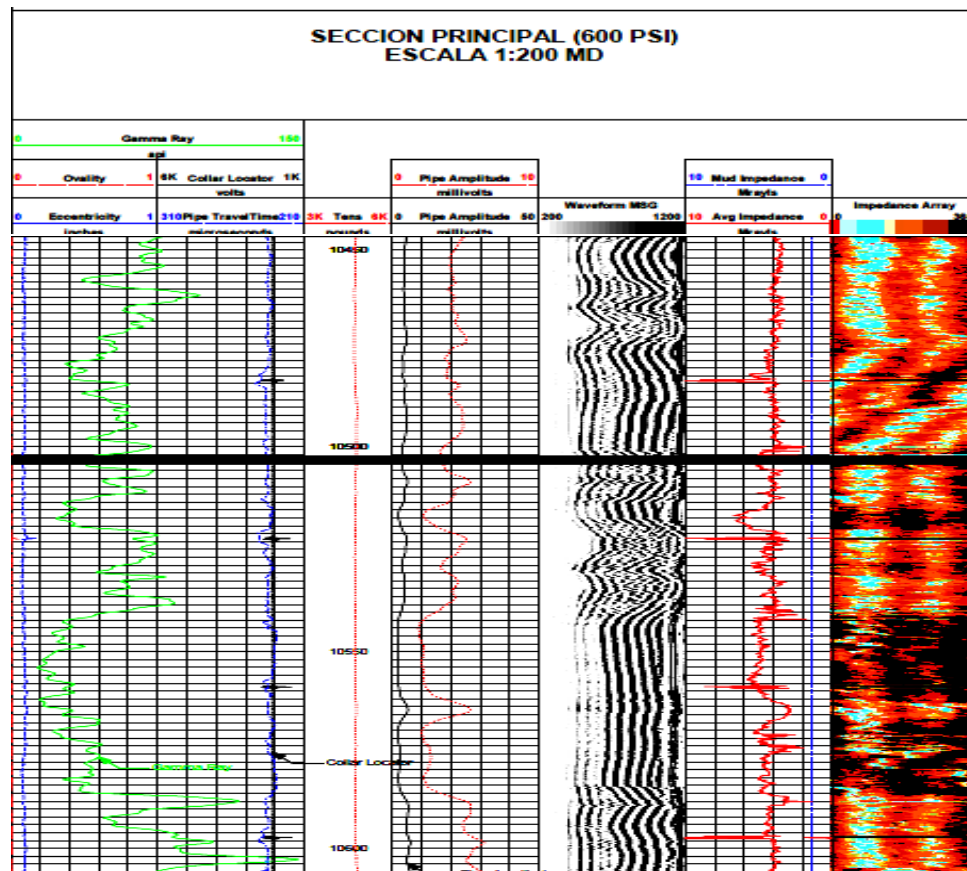 SECCION PRINCIPAL (600 PSI)
ESCALA 1:200 MD
0 Gamma Ray 150
api
0 Ovality 1 6K Collar Locator 1K 0 Pipe Amplitude 10 10 Mud Impedance 0
volts millivolts Mrayls
0 Eccentricity 1 310 Pipe TravelTime 210 3K Tens 6K 0 Pipe Amplitude 50 200 Waveform MSG 1200 10 Avg Impedance 0 0 Impedance Array
inches microseconds pounds millivolts Mrayls
10450
10500
10550
Gamma Ray
Collar Locator
10600